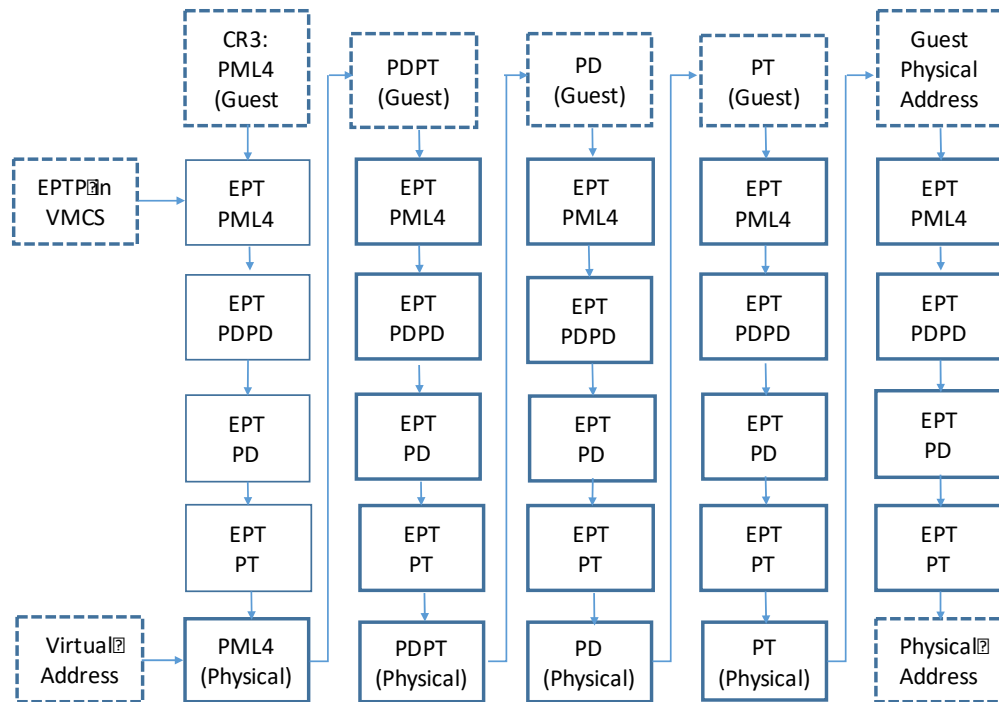 CR3:
PML4
(Guest
PDPT
(Guest)
PD
(Guest)
PT
(Guest)
Guest
Physical
Address
EPTP⍰in
VMCS
EPT
PML4
EPT
PML4
EPT
PML4
EPT
PML4
EPT
PML4
EPT
PDPD
EPT
PDPD
EPT
PDPD
EPT
PDPD
EPT
PDPD
EPT
PD
EPT
PD
EPT
PD
EPT
PD
EPT
PD
EPT
PT
EPT
PT
EPT
PT
EPT
PT
EPT
PT
Virtual⍰
Address
PML4
(Physical)
PDPT
(Physical)
PD
(Physical)
PT
(Physical)
Physical⍰
Address